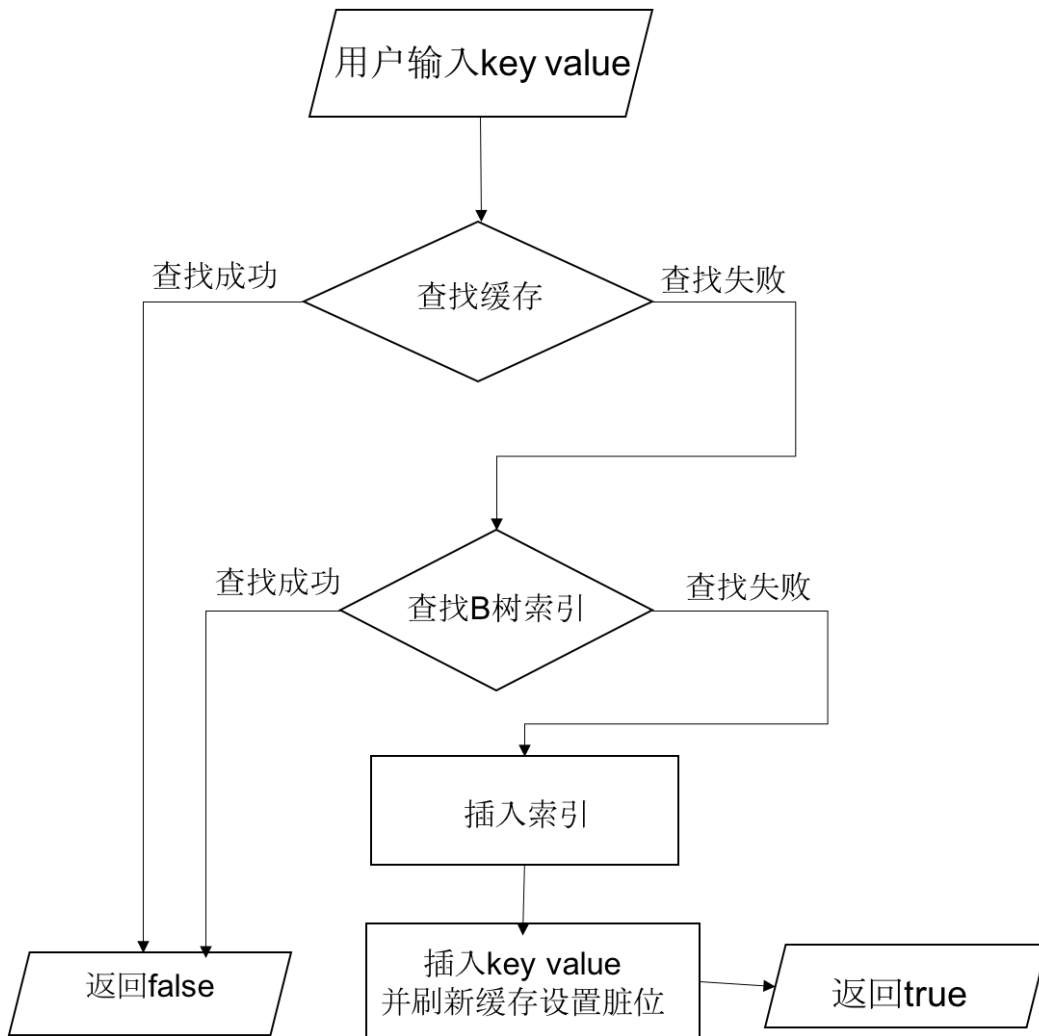 用户输入key value
查找成功
查找缓存
查找失败
查找成功
查找B树索引
查找失败
插入索引
返回false
插入key value
并刷新缓存设置脏位
返回true